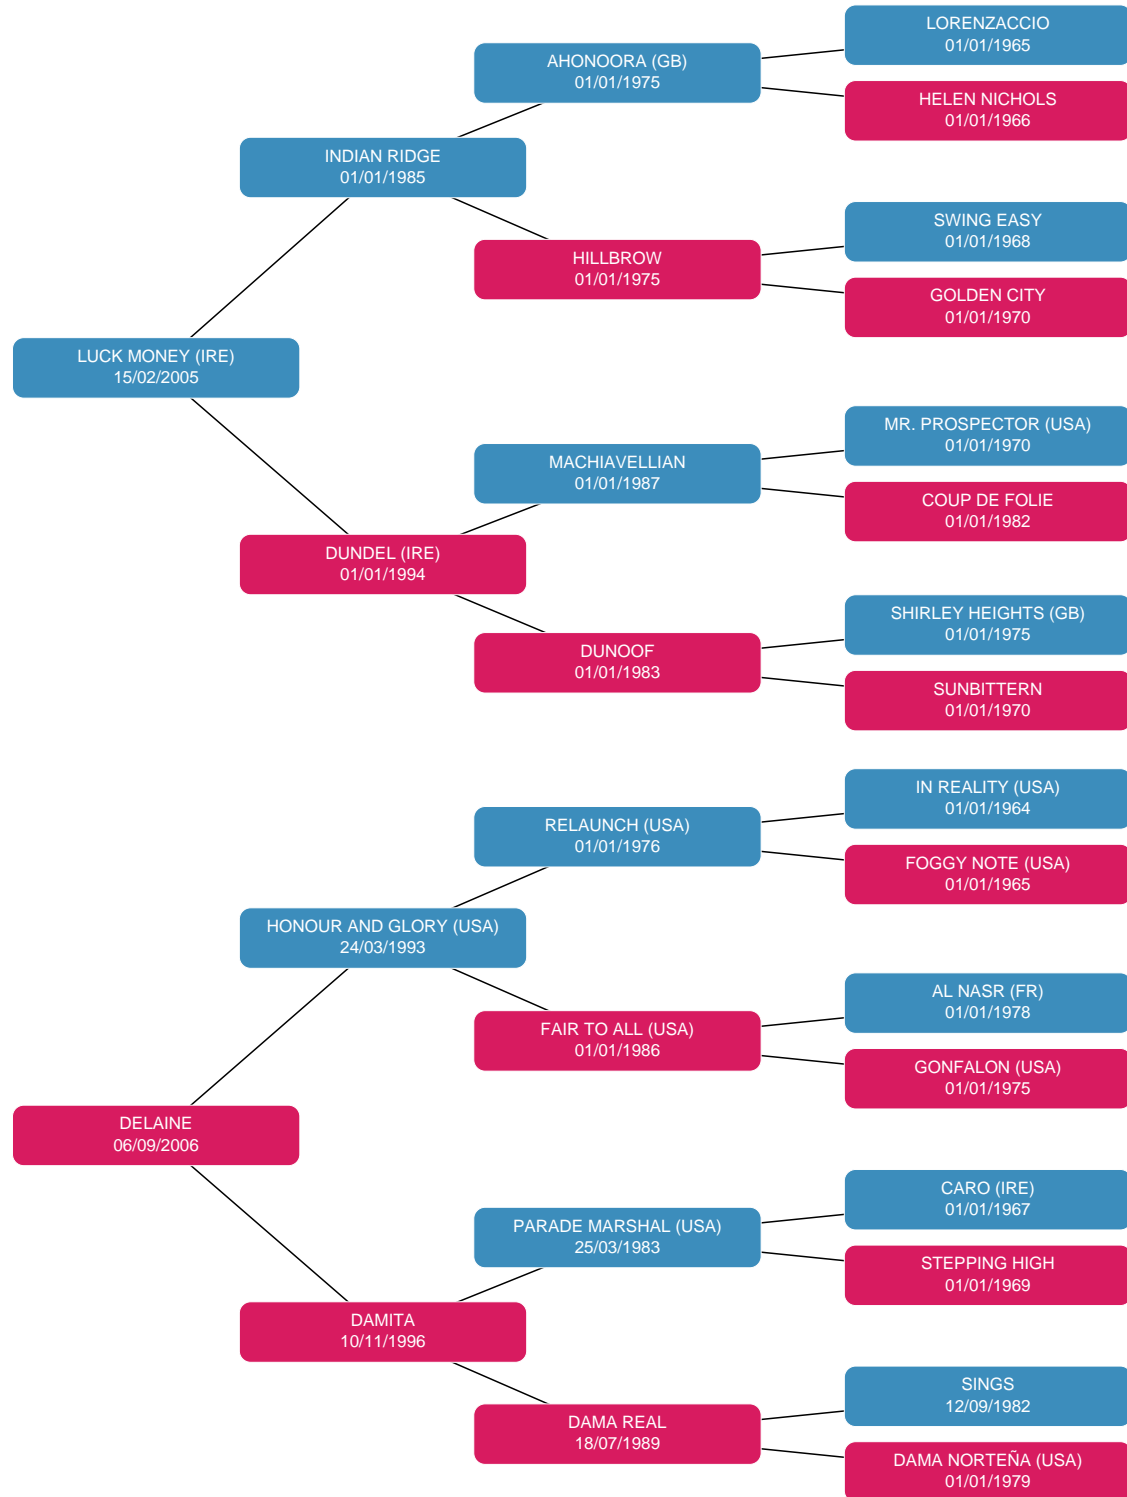 LORENZACCIO
01/01/1965
AHONOORA (GB)
01/01/1975
HELEN NICHOLS
01/01/1966
INDIAN RIDGE
01/01/1985
SWING EASY
01/01/1968
HILLBROW
01/01/1975
GOLDEN CITY
01/01/1970
LUCK MONEY (IRE)
15/02/2005
MR. PROSPECTOR (USA)
01/01/1970
MACHIAVELLIAN
01/01/1987
COUP DE FOLIE
01/01/1982
DUNDEL (IRE)
01/01/1994
SHIRLEY HEIGHTS (GB)
01/01/1975
DUNOOF
01/01/1983
SUNBITTERN
01/01/1970
IN REALITY (USA)
01/01/1964
RELAUNCH (USA)
01/01/1976
FOGGY NOTE (USA)
01/01/1965
HONOUR AND GLORY (USA)
24/03/1993
AL NASR (FR)
01/01/1978
FAIR TO ALL (USA)
01/01/1986
GONFALON (USA)
01/01/1975
DELAINE
06/09/2006
CARO (IRE)
01/01/1967
PARADE MARSHAL (USA)
25/03/1983
STEPPING HIGH
01/01/1969
DAMITA
10/11/1996
SINGS
12/09/1982
DAMA REAL
18/07/1989
DAMA NORTEÑA (USA)
01/01/1979